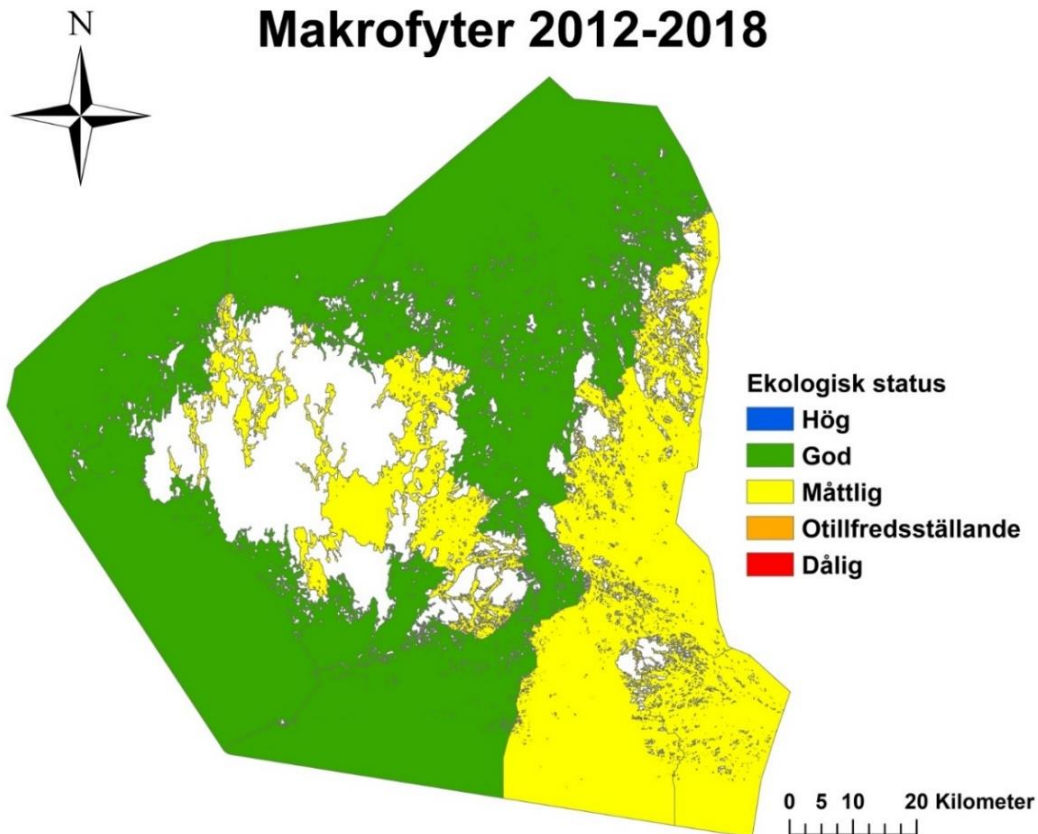 N
Makrofyter 2012-2018
Ekologisk status
Hög
God
Måttlig
Otillfredsställande
Dålig
0 5 10 20 Kilometer